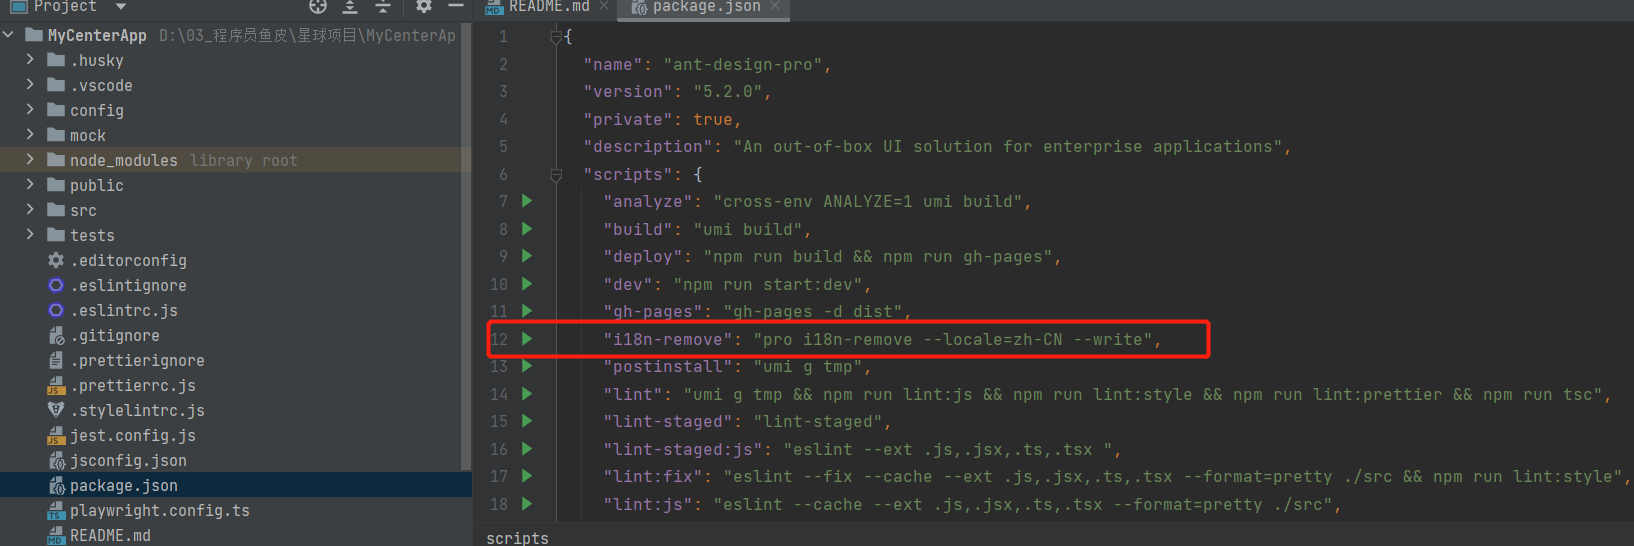 Project
MyCenterApp D:\03_程序员鱼皮\星球项目\MyCenterAp
.husky
.vscode
config
mock
node_modules library root
public
src
tests
.editorconfig
.eslintignore
.eslintrc.js
.gitignore
.prettierignore
.prettierrc.js
.stylelintrc.js
jest.config.js
jsconfig.json
package.json
playwright.config.ts
README.md
README.md package.json
1 {
2 "name": "ant-design-pro",
3 "version": "5.2.0",
4 "private": true,
5 "description": "An out-of-box UI solution for enterprise applications",
6 "scripts": {
7 "analyze": "cross-env ANALYZE=1 umi build",
8 "build": "umi build",
9 "deploy": "npm run build && npm run gh-pages",
10 "dev": "npm run start:dev",
11 "gh-pages": "gh-pages -d dist",
12 "i18n-remove": "pro i18n-remove --locale=zh-CN --write",
13 "postinstall": "umi g tmp",
14 "lint": "umi g tmp && npm run lint:js && npm run lint:style && npm run lint:prettier && npm run tsc",
15 "lint-staged": "lint-staged",
16 "lint-staged:js": "eslint --ext .js,.jsx,.ts,.tsx ",
17 "lint:fix": "eslint --fix --cache --ext .js,.jsx,.ts,.tsx --format=pretty ./src && npm run lint:style",
18 "lint:js": "eslint --cache --ext .js,.jsx,.ts,.tsx --format=pretty ./src",
scripts